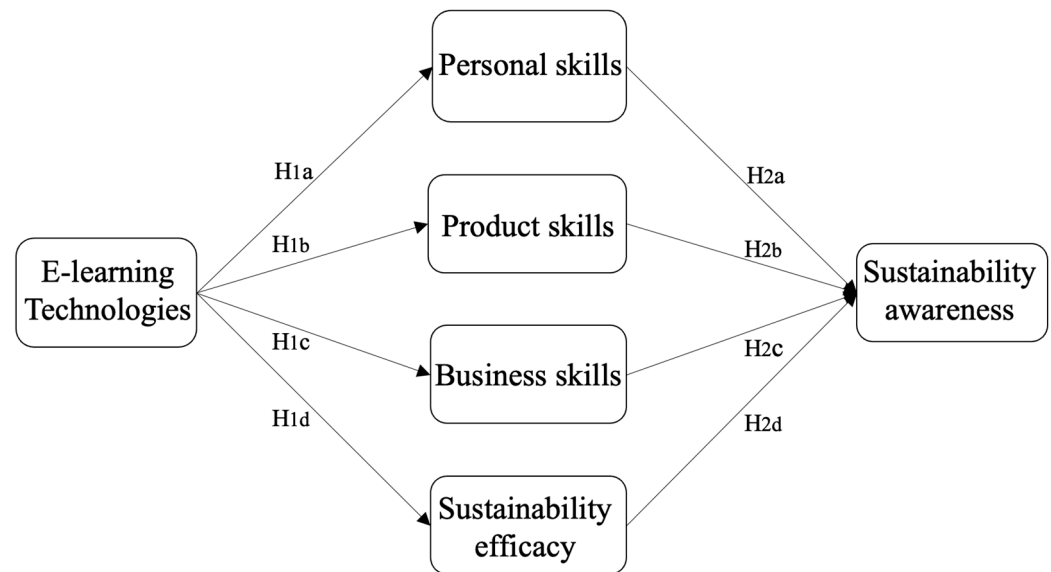 Personal skills
H1a
H2a
Product skills
H1b
H2b
E-learning
Technologies
Sustainability
awareness
H1c
H2c
Business skills
H1d
H2d
Sustainability
efficacy